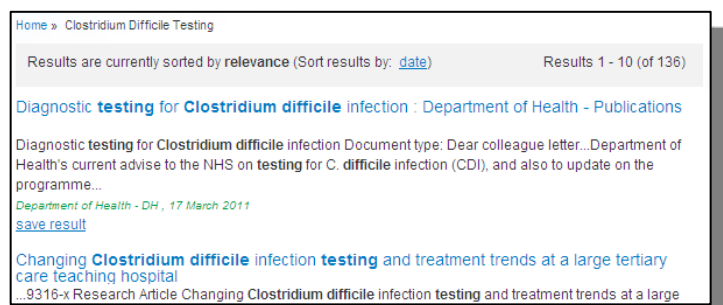 Home » Clostridium Difficile Testing
Results are currently sorted by relevance (Sort results by: date) Results 1 - 10 (of 136)
Diagnostic testing for Clostridium difficile infection : Department of Health - Publications
Diagnostic testing for Clostridium difficile infection Document type: Dear colleague letter...Department of
Health's current advise to the NHS on testing for C. difficile infection (CDI), and also to update on the
programme...
Department of Health - DH , 17 March 2011
save result
Changing Clostridium difficile infection testing and treatment trends at a large tertiary
care teaching hospital
...9316-x Research Article Changing Clostridium difficile infection testing and treatment trends at a large